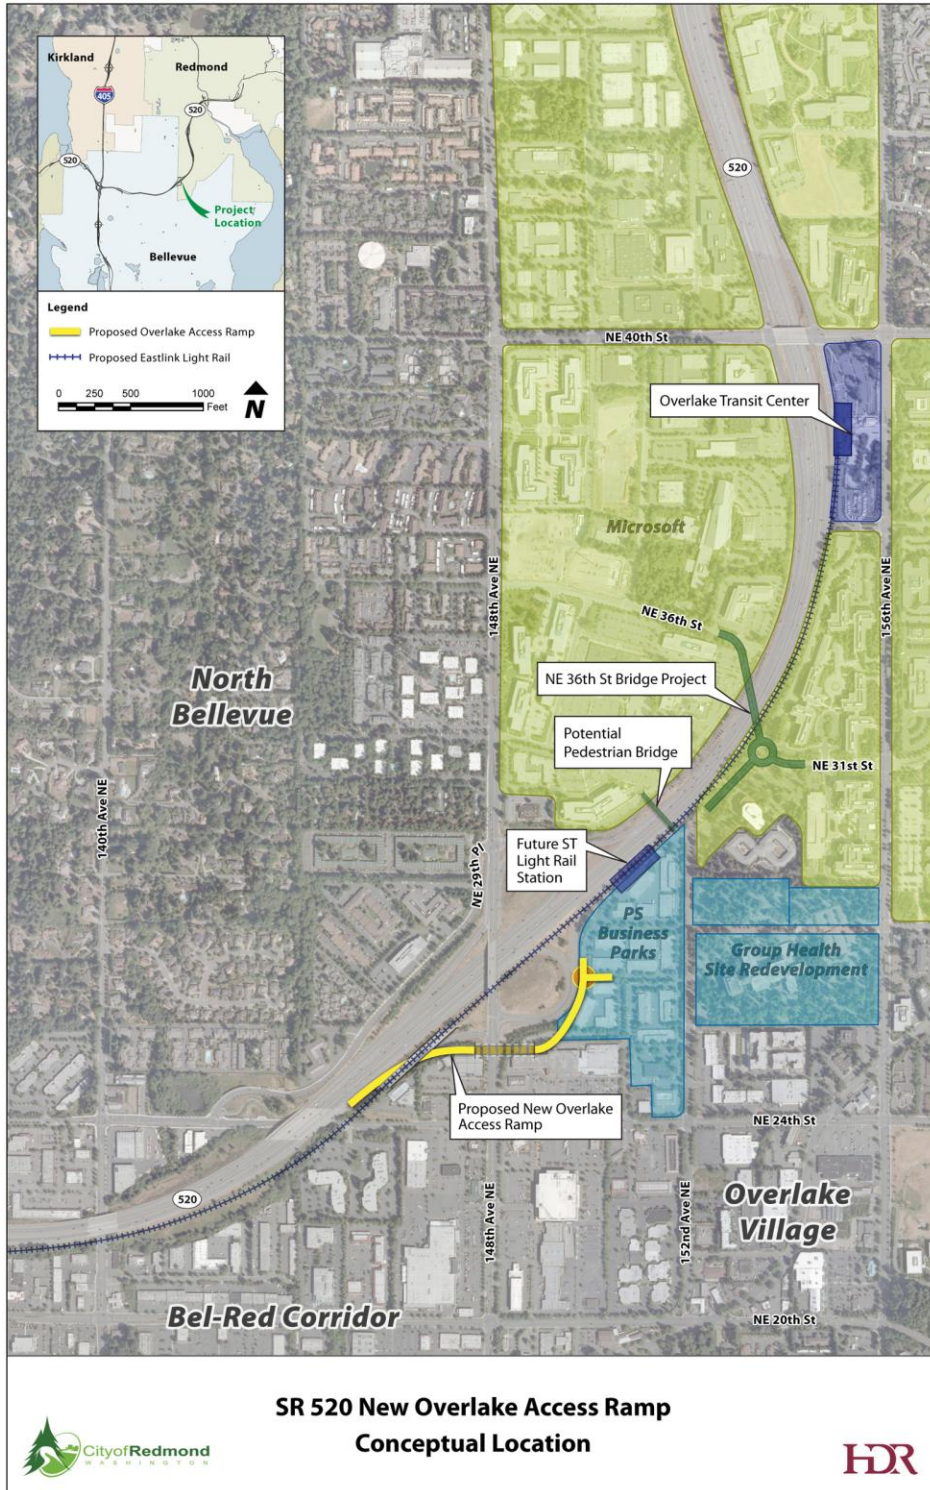 Kirkland
Redmond
405
520
520
Project
Location
Bellevue
Legend
Proposed Overlake Access Ramp
Proposed Eastlink Light Rail
0 250 500 1000
Feet
N
520
NE 40th St
Overlake Transit Center
Microsoft
148th Ave NE
156th Ave NE
NE 36th St
North
Bellevue
NE 36th St Bridge Project
Potential
Pedestrian Bridge
NE 31st St
140th Ave NE
Future ST
Light Rail
Station
NE 29th Pl
PS
Business
Parks
Group Health
Site Redevelopment
Proposed New Overlake
Access Ramp
NE 24th St
520
148th Ave NE
152nd Ave NE
Overlake
Village
Bel-Red Corridor
NE 20th St
SR 520 New Overlake Access Ramp
Conceptual Location
CityofRedmond
WASHINGTON
HDR